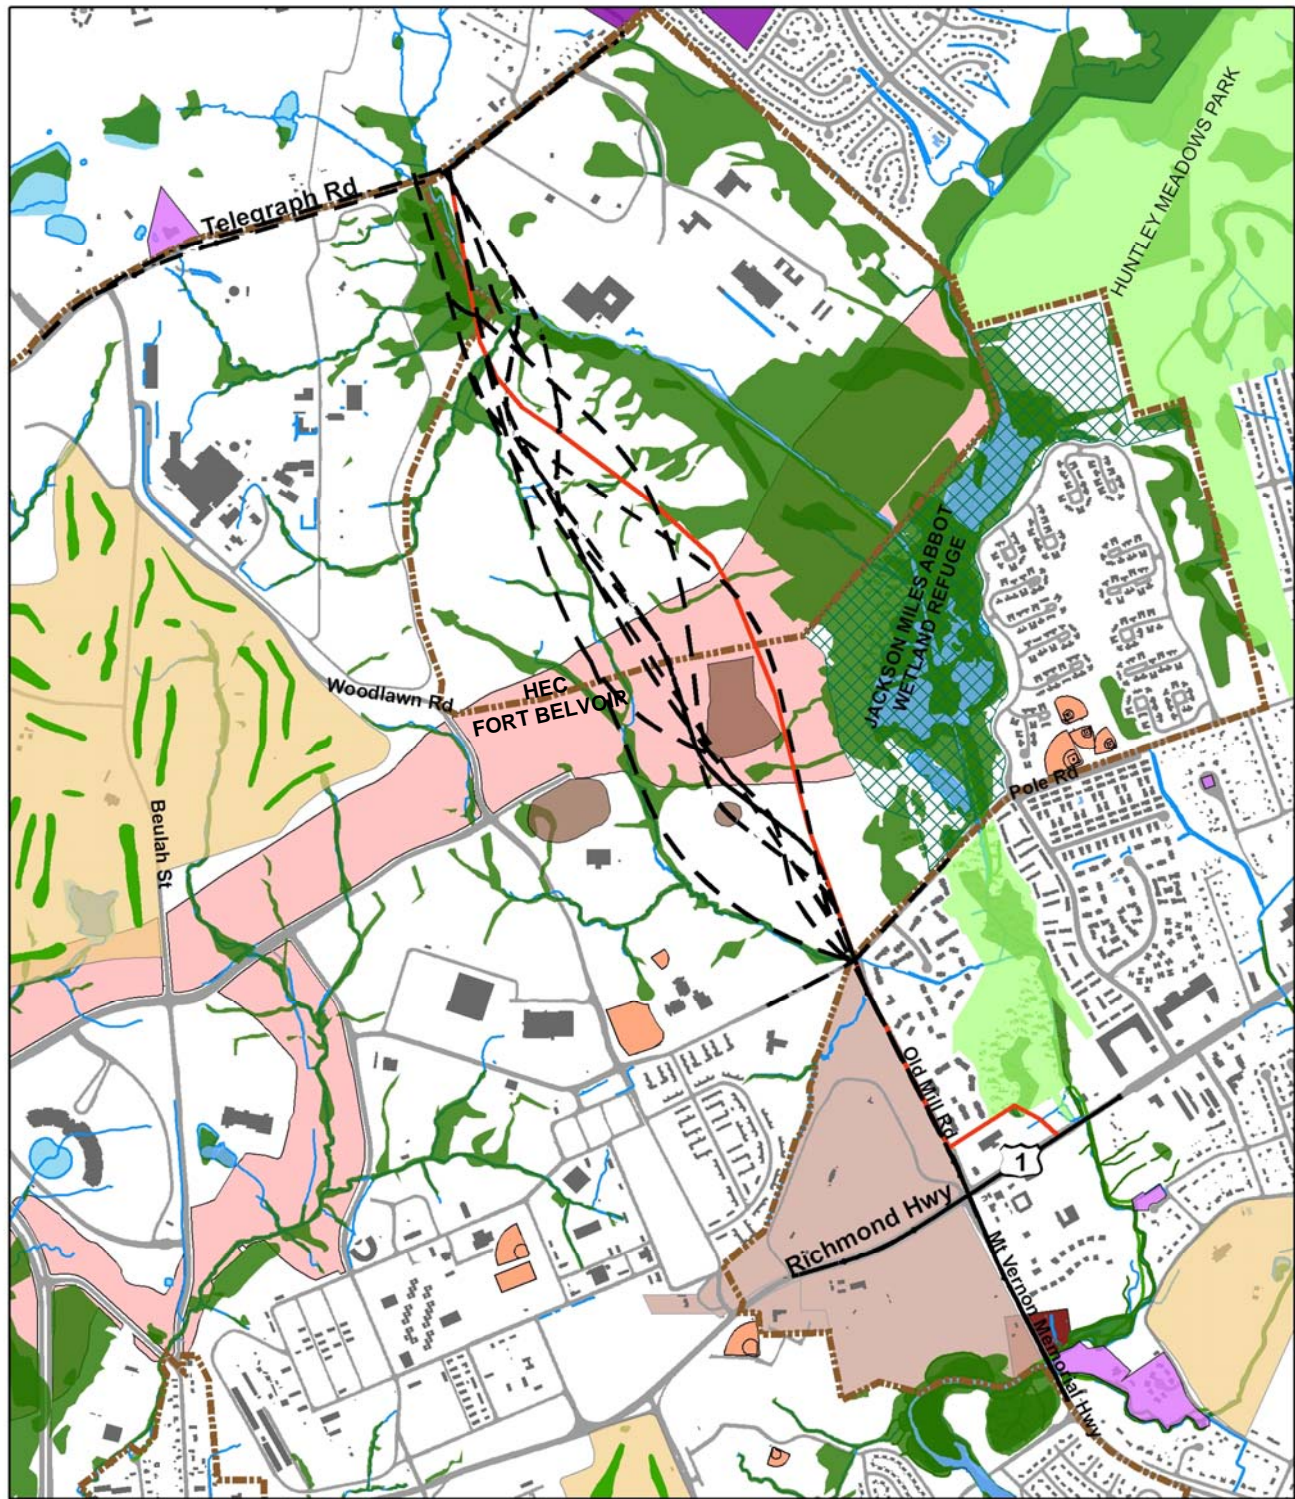 HUNTLEY MEADOWS PARK
Telegraph Rd
JACKSON MILES ABBOT
WETLAND REFUGE
Woodlawn Rd
HEC
FORT BELVOIR
Pole Rd
Beulah St
Old Mill Rd
1
Richmond Hwy
Mt Vernon Memorial Hwy